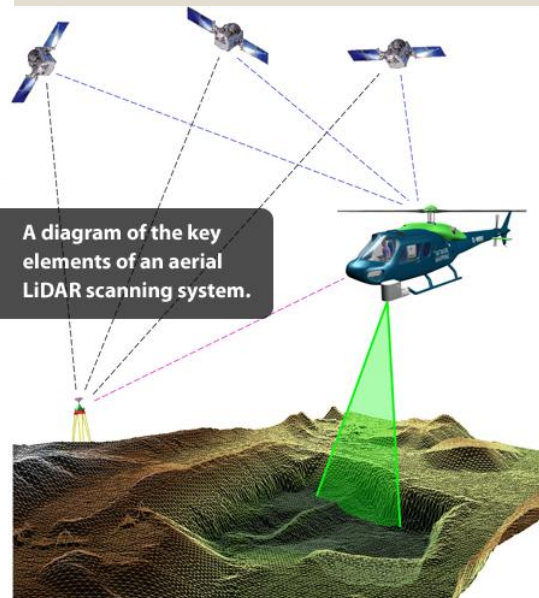 A diagram of the key
elements of an aerial
LiDAR scanning system.